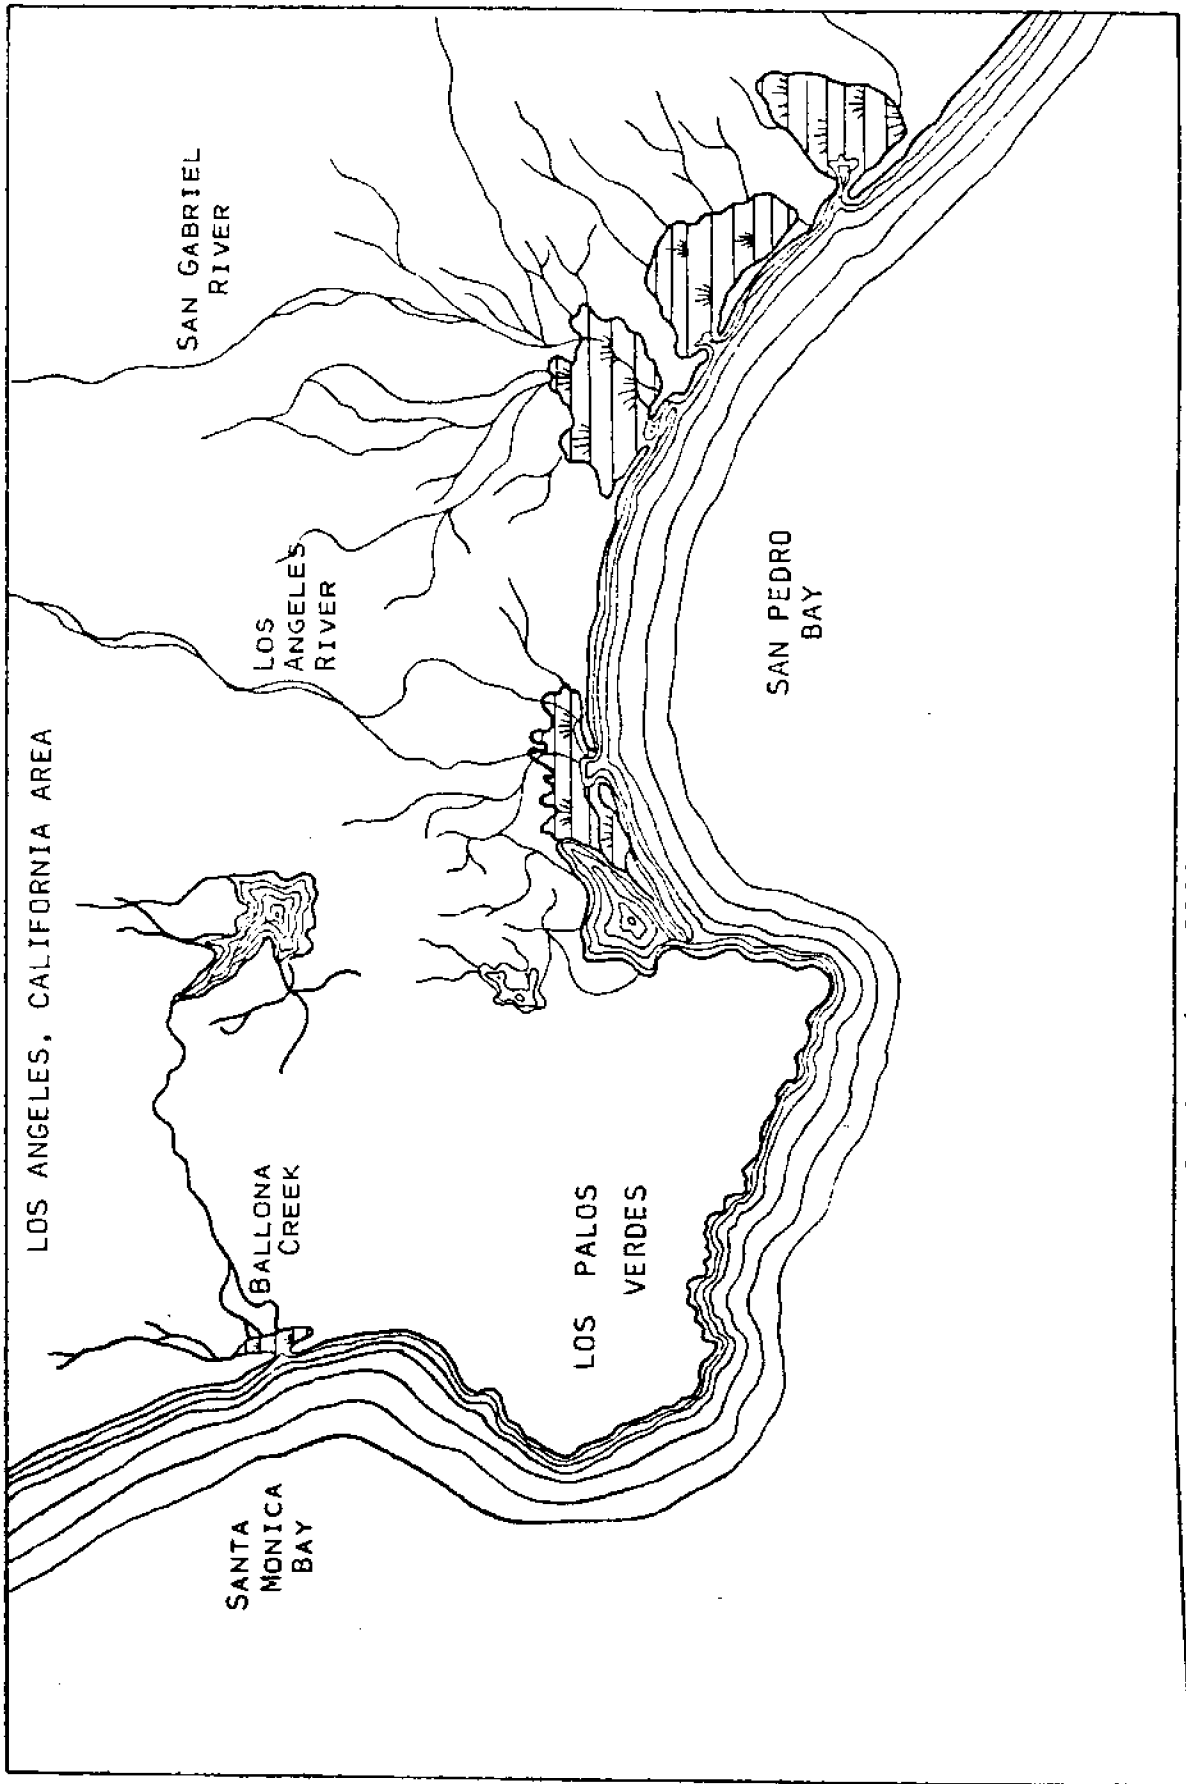 LOS ANGELES, CALIFORNIA AREA
SANTA
MONICA
BAY
BALLONA
CREEK
LOS
ANGELES
RIVER
SAN GABRIEL
RIVER
LOS PALOS
VERDES
SAN PEDRO
BAY